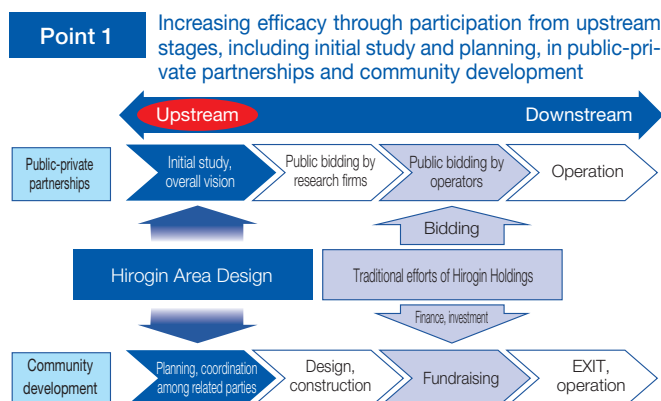 Point 1
Increasing efficacy through participation from upstream
stages, including initial study and planning, in public-pri-
vate partnerships and community development
Upstream
Downstream
Public-private
partnerships
Initial study,
overall vision
Public bidding by
research firms
Public bidding by
operators
Operation
Bidding
Hirogin Area Design
Traditional efforts of Hirogin Holdings
Finance, investment
Community
development
Planning, coordination
among related parties
Design,
construction
Fundraising
EXIT,
operation